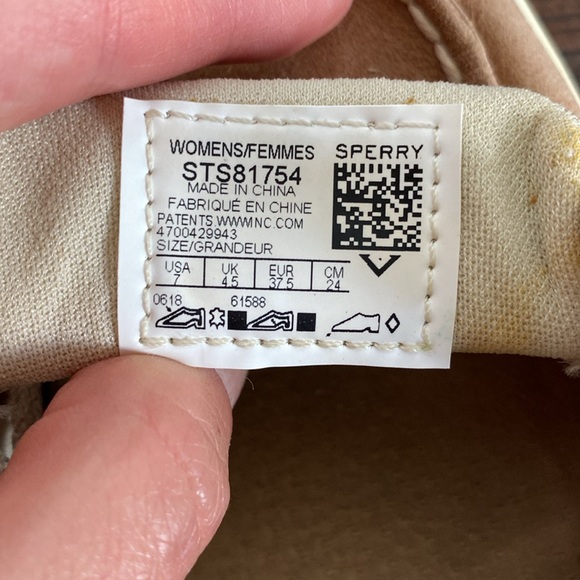 WOMENS/FEMMES
SPERRY
STS81754
MADE IN CHINA
FABRIQUÉ EN CHINE
PATENTS.WWWINC.COM
4700429943
SIZE/GRANDEUR
USA UK EUR CM
7 4.5 37.5 24
0618 61588